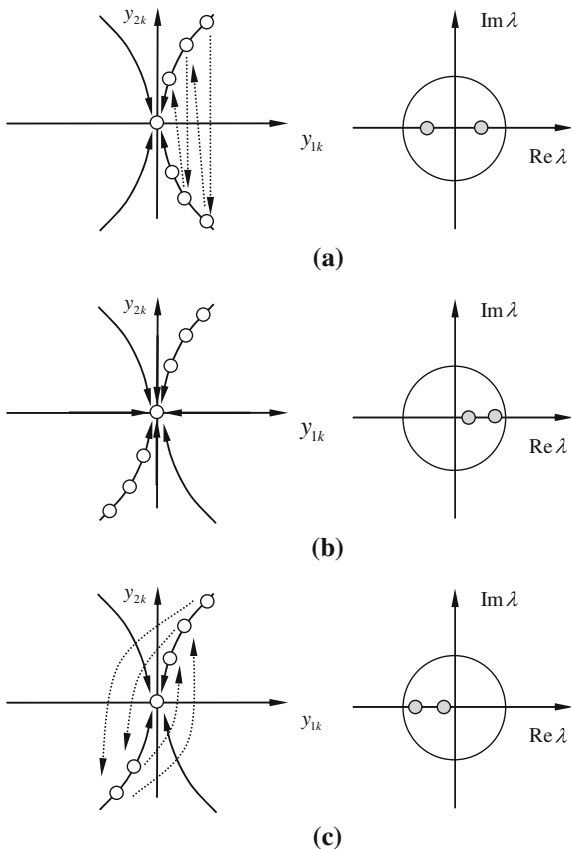 y2k
Im λ
y1k
Re λ
(a)
y2k
Im λ
y1k
Re λ
(b)
y2k
Im λ
y1k
Re λ
(c)